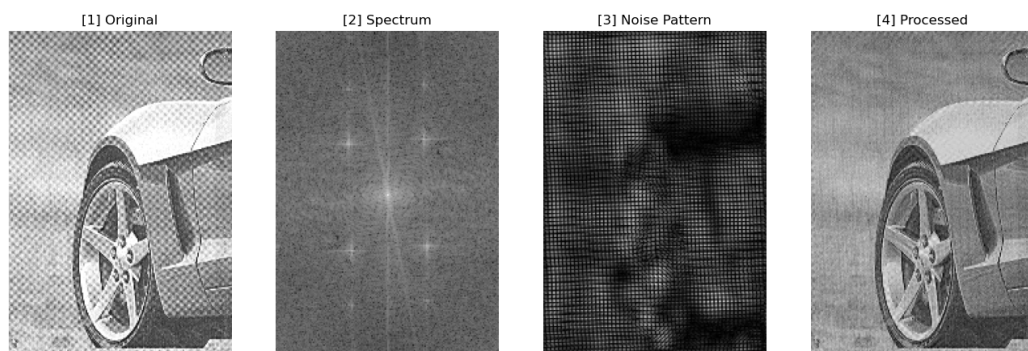 [1] Original
[2] Spectrum
[3] Noise Pattern
[4] Processed